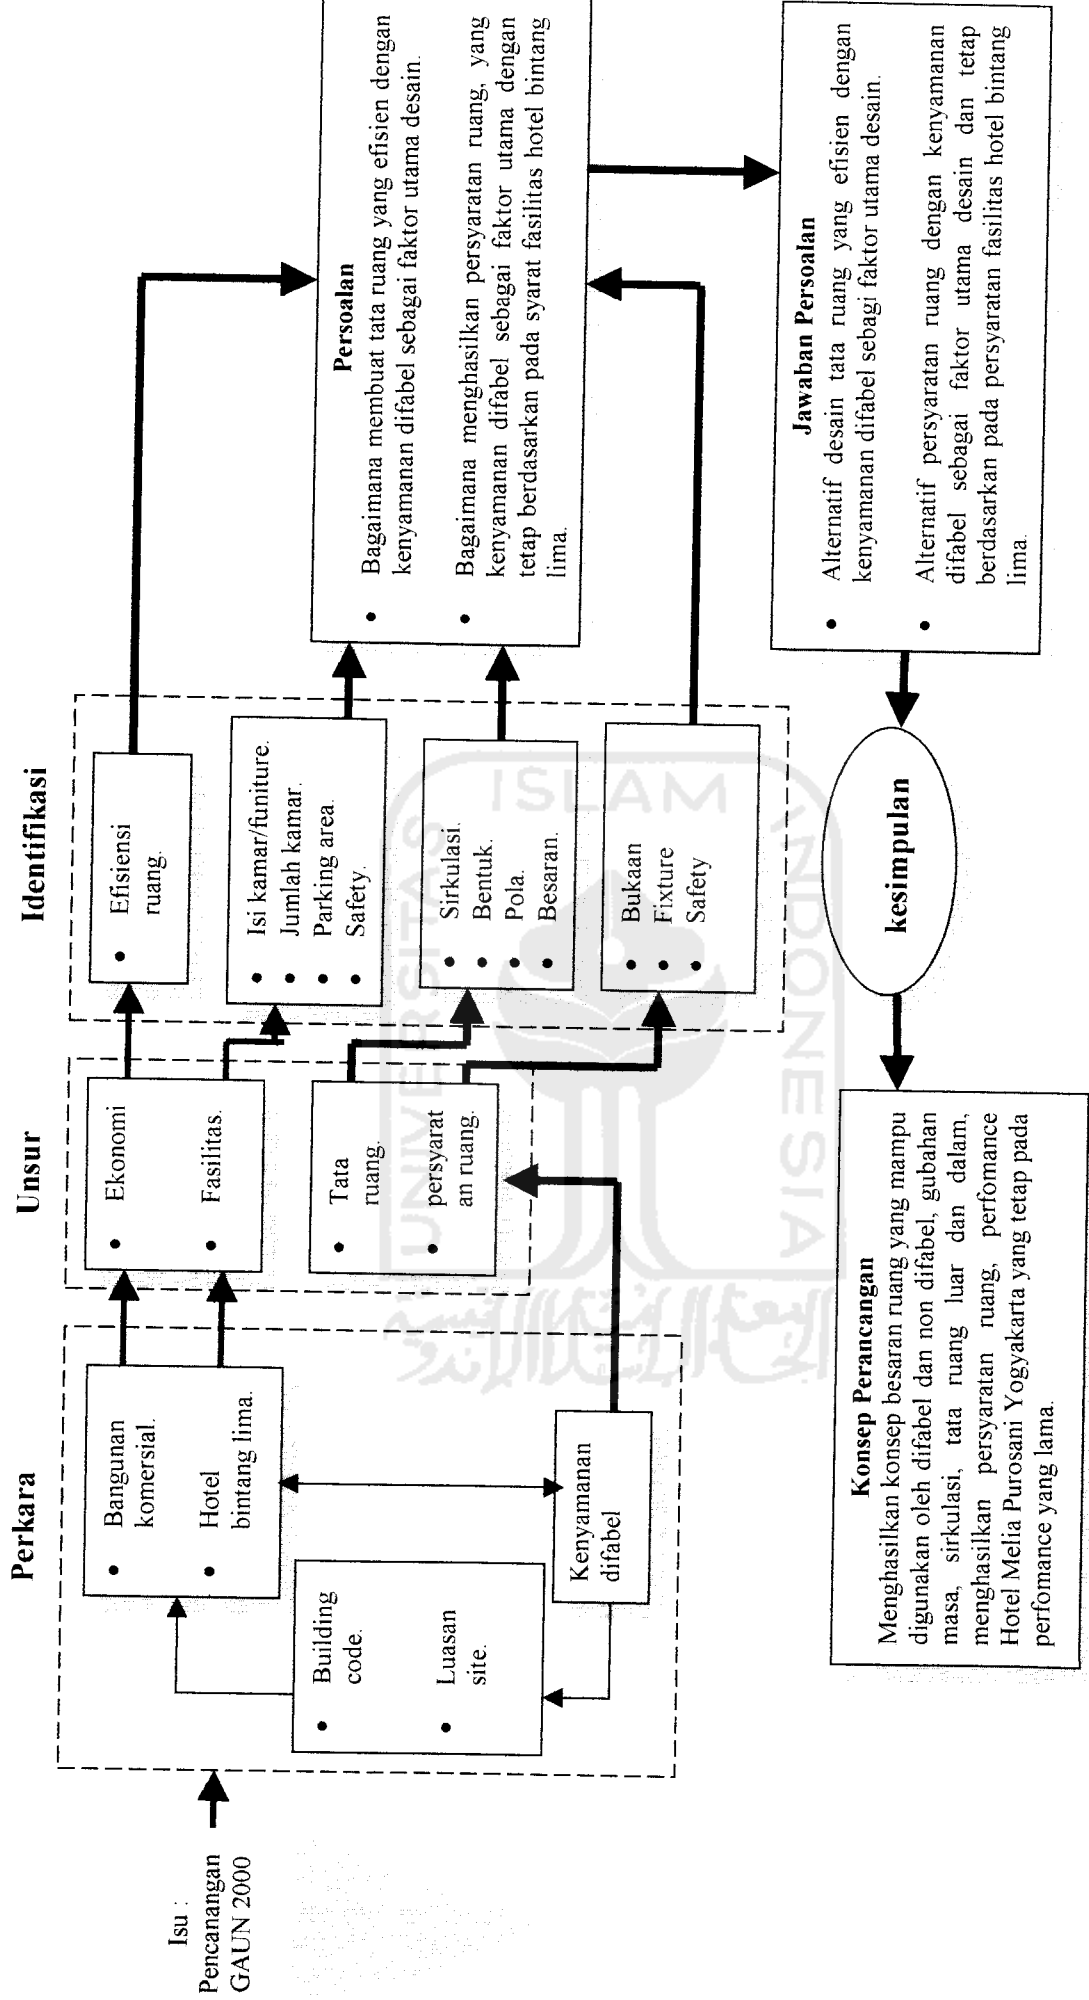 Isu :
Pencanangan
GAUN 2000
Perkara
• Bangunan
komersial.
• Hotel
bintang lima.
• Building
code.
• Luasan
site.
Kenyamanan
difabel
Unsur
• Ekonomi
• Fasilitas.
• Tata
ruang.
• persyarat
an ruang.
Identifikasi
• Efisiensi
ruang.
• Isi kamar/funiture.
• Jumlah kamar.
• Parking area.
• Safety.
• Sirkulasi.
• Bentuk.
• Pola.
• Besaran.
• Bukaan
• Fixture
• Safety
Persoalan
• Bagaimana membuat tata ruang yang efisien dengan
kenyamanan difabel sebagai faktor utama desain.
• Bagaimana menghasilkan persyaratan ruang, yang
kenyamanan difabel sebagai faktor utama dengan
tetap berdasarkan pada syarat fasilitas hotel bintang
lima.
Jawaban Persoalan
• Alternatif desain tata ruang yang efisien dengan
kenyamanan difabel sebagi faktor utama desain.
• Alternatif persyaratan ruang dengan kenyamanan
difabel sebagai faktor utama desain dan tetap
berdasarkan pada persyaratan fasilitas hotel bintang
lima.
kesimpulan
Konsep Perancangan
Menghasilkan konsep besaran ruang yang mampu
digunakan oleh difabel dan non difabel, gubahan
masa, sirkulasi, tata ruang luar dan dalam,
menghasilkan persyaratan ruang, perfomance
Hotel Melia Purosani Yogyakarta yang tetap pada
perfomance yang lama.
UNIVERSITAS
ISLAM
INDONESIA